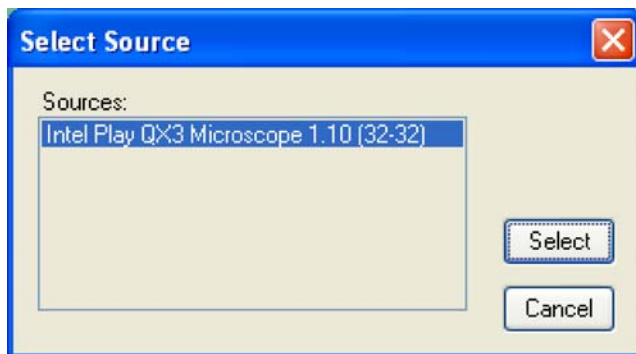 Select Source
Sources:
Intel Play QX3 Microscope 1.10 (32-32)
Select
Cancel